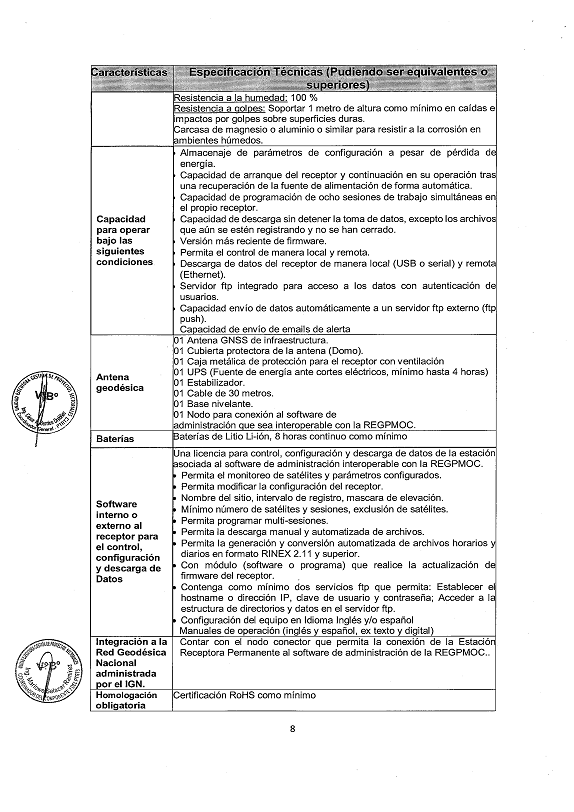 Características
Especificación Técnicas (Pudiendo ser equivalentes o
superiores)
Resistencia a la humedad: 100 %
Resistencia a golpes: Soportar 1 metro de altura como mínimo en caídas e
impactos por golpes sobre superficies duras.
Carcasa de magnesio o aluminio o similar para resistir a la corrosión en
ambientes húmedos.
Capacidad
para operar
bajo las
siguientes
condiciones
• Almacenaje de parámetros de configuración a pesar de pérdida de
energía.
• Capacidad de arranque del receptor y continuación en su operación tras
una recuperación de la fuente de alimentación de forma automática.
• Capacidad de programación de ocho sesiones de trabajo simultáneas en
el propio receptor.
• Capacidad de descarga sin detener la toma de datos, excepto los archivos
que aún se estén registrando y no se han cerrado.
• Versión más reciente de firmware.
• Permita el control de manera local y remota.
• Descarga de datos del receptor de manera local (USB o serial) y remota
(Ethernet).
• Servidor ftp integrado para acceso a los datos con autenticación de
usuarios.
• Capacidad envío de datos automáticamente a un servidor ftp externo (ftp
push).
Capacidad de envío de emails de alerta
Antena
geodésica
01 Antena GNSS de infraestructura.
01 Cubierta protectora de la antena (Domo).
01 Caja metálica de protección para el receptor con ventilación
01 UPS (Fuente de energía ante cortes eléctricos, mínimo hasta 4 horas)
01 Estabilizador.
01 Cable de 30 metros.
01 Base nivelante.
01 Nodo para conexión al software de
administración que sea interoperable con la REGPMOC.
Baterías
Baterías de Litio Li-ión, 8 horas continuo como mínimo
Software
interno o
externo al
receptor para
el control,
configuración
y descarga de
Datos
Una licencia para control, configuración y descarga de datos de la estación
asociada al software de administración interoperable con la REGPMOC.
• Permita el monitoreo de satélites y parámetros configurados.
• Permita modificar la configuración del receptor.
• Nombre del sitio, intervalo de registro, mascara de elevación.
• Mínimo número de satélites y sesiones, exclusión de satélites.
• Permita programar multi-sesiones.
• Permita la descarga manual y automatizada de archivos.
• Permita la generación y conversión automatizada de archivos horarios y
diarios en formato RINEX 2.11 y superior.
• Con módulo (software o programa) que realice la actualización de
firmware del receptor.
• Contenga como mínimo dos servicios ftp que permita: Establecer el
hostname o dirección IP, clave de usuario y contraseña; Acceder a la
estructura de directorios y datos en el servidor ftp.
• Configuración del equipo en Idioma Inglés y/o español
Manuales de operación (inglés y español, ex texto y digital)
Integración a la
Red Geodésica
Nacional
administrada
por el IGN.
Contar con el nodo conector que permita la conexión de la Estación
Receptora Permanente al software de administración de la REGPMOC..
Homologación
obligatoria
Certificación RoHS como mínimo
V°B°
V°B°
8